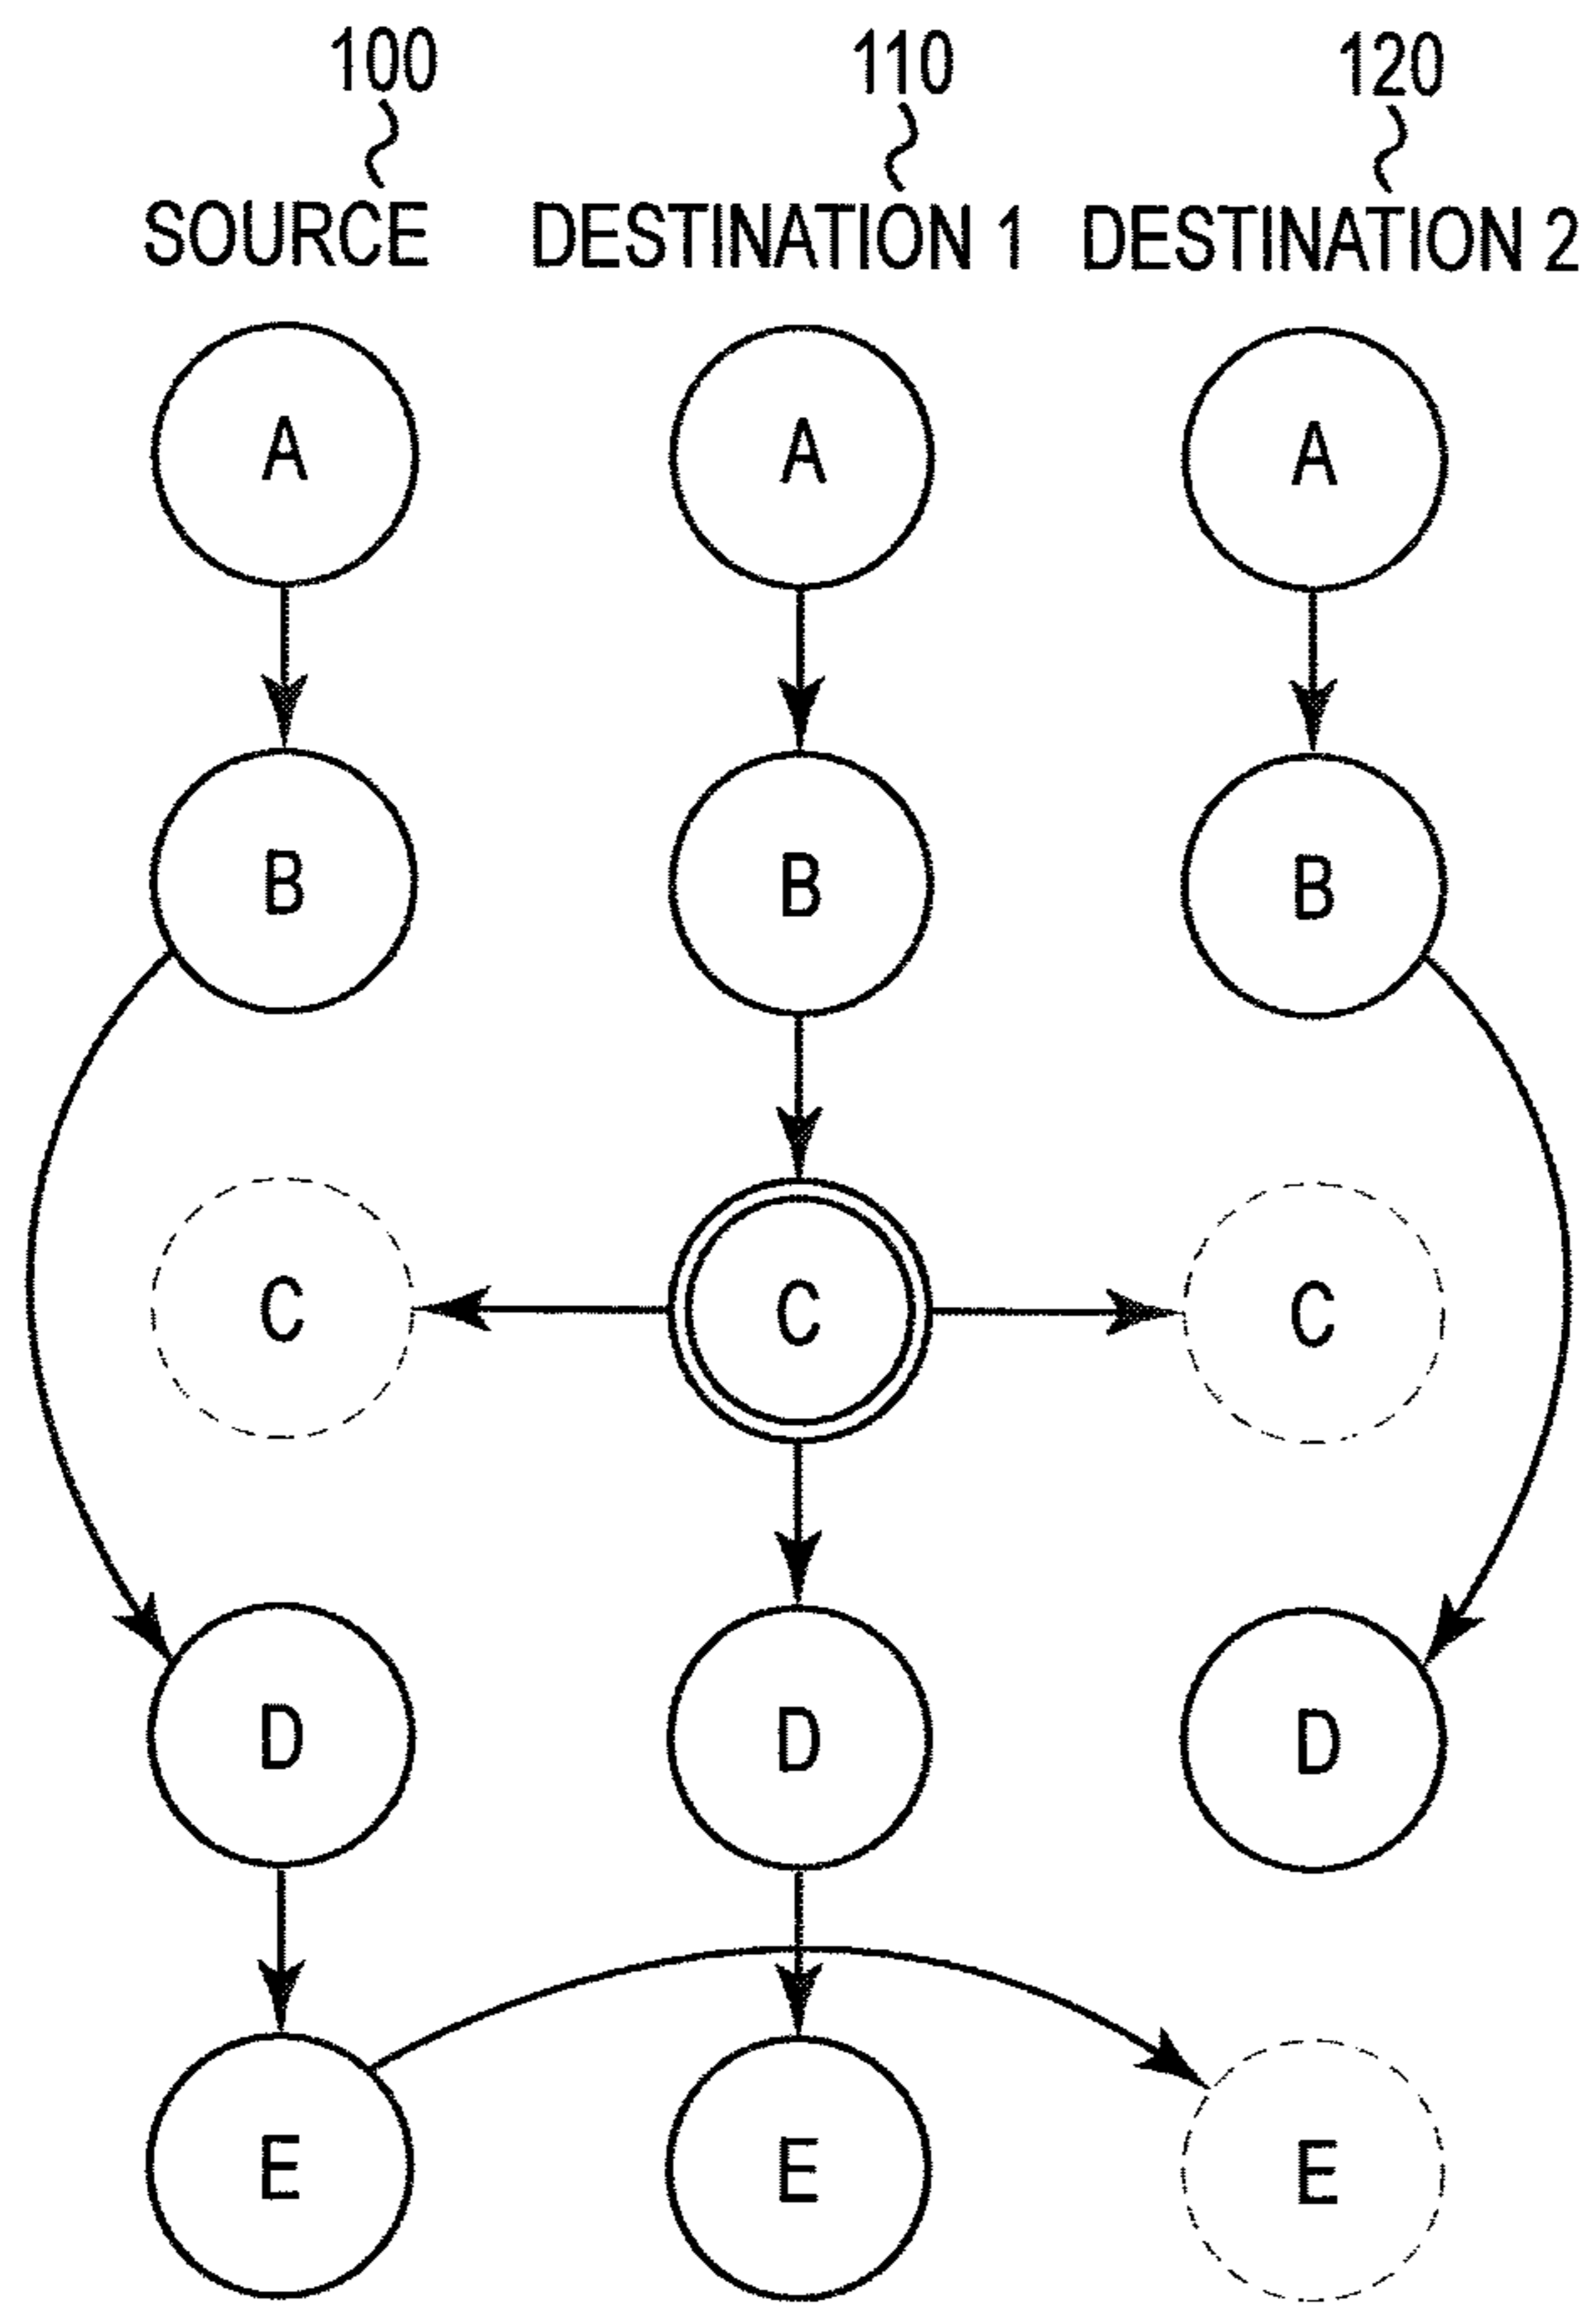 100 110 120
SOURCE DESTINATION 1 DESTINATION 2
A A A
B B B
C C C
D D D
E E E